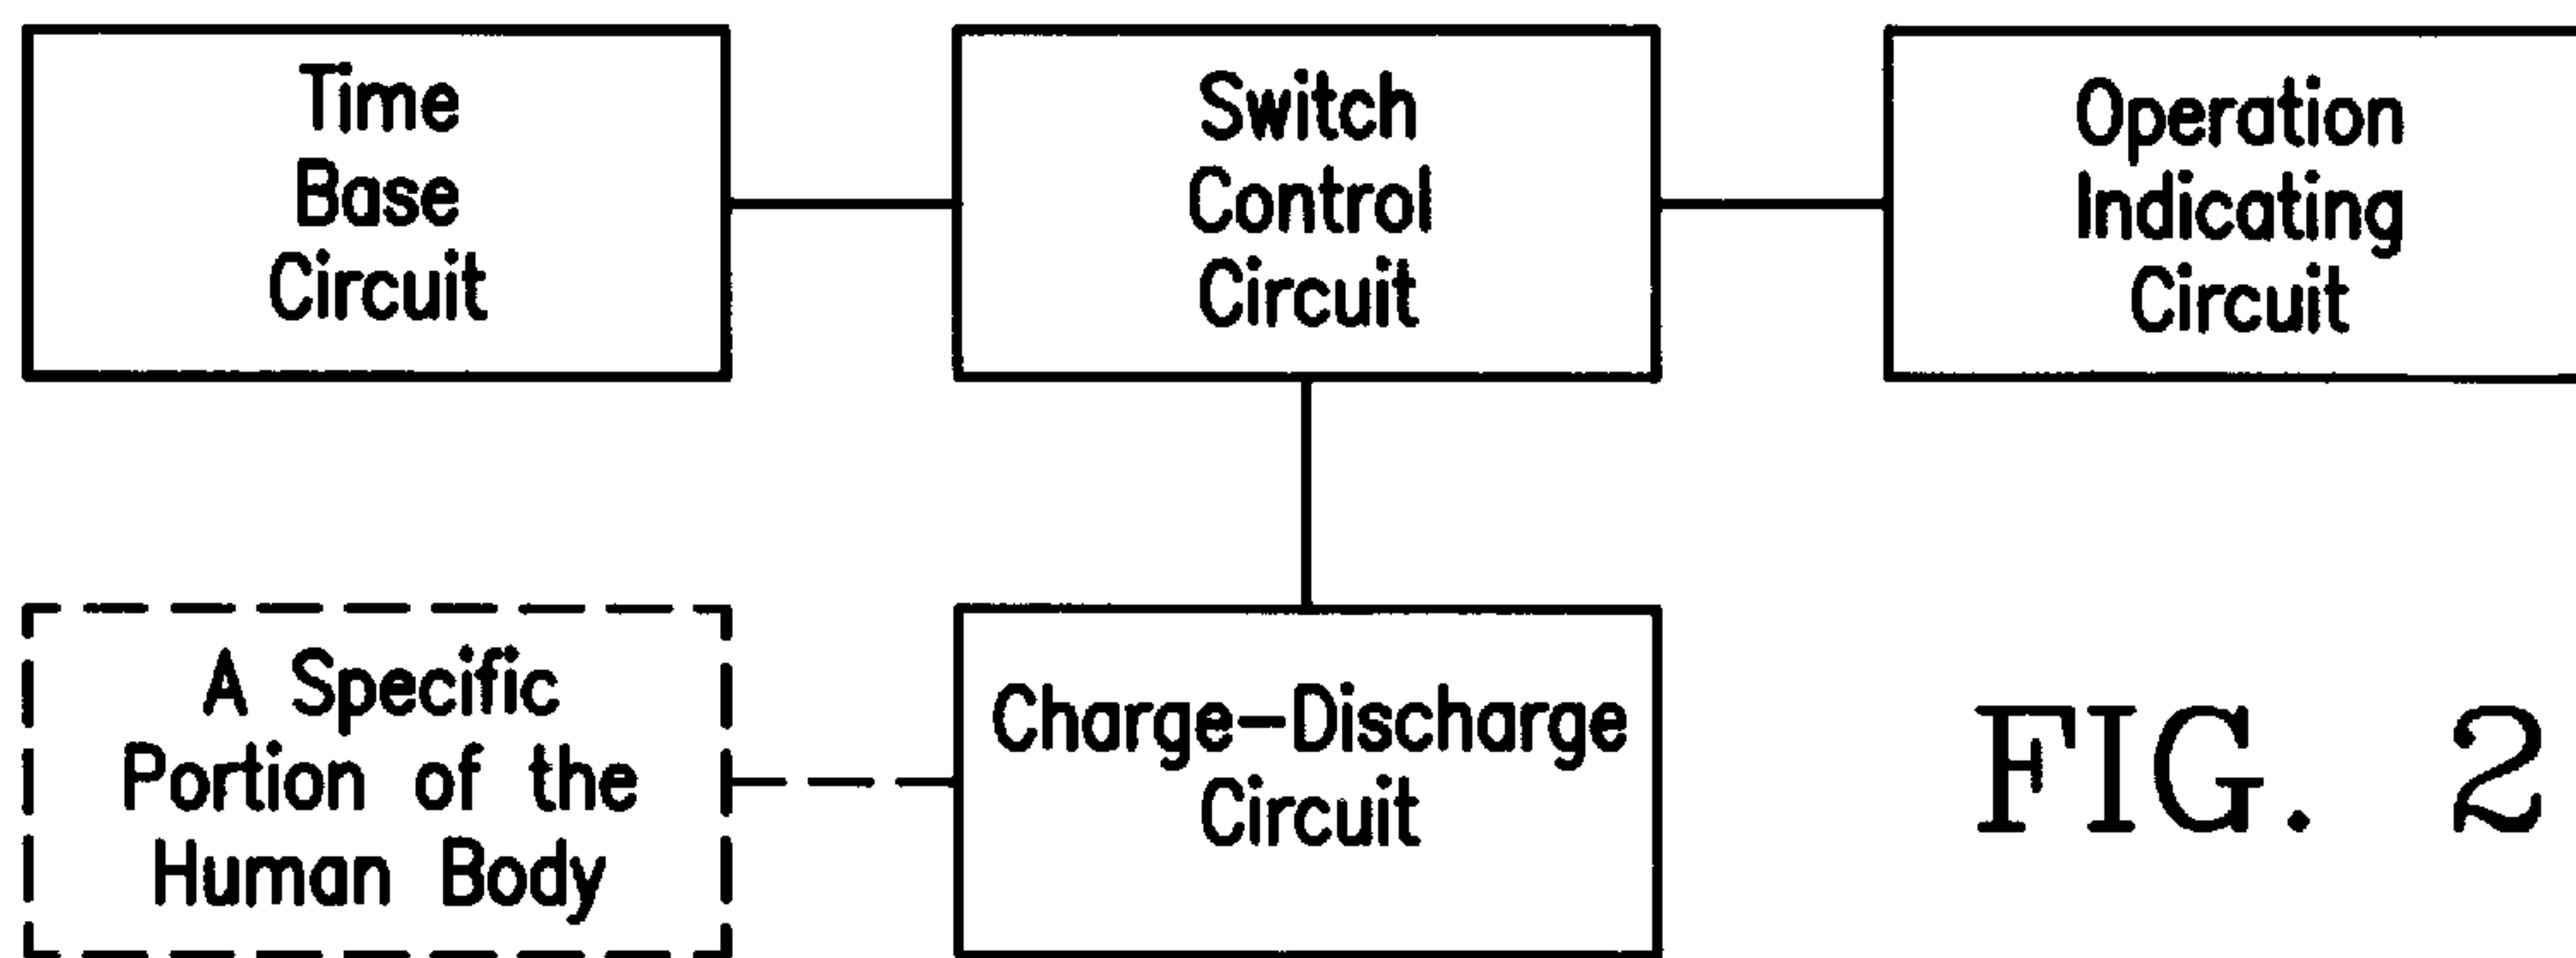 Time
Base
Circuit
Switch
Control
Circuit
Operation
Indicating
Circuit
A Specific
Portion of the
Human Body
Charge-Discharge
Circuit
FIG. 2